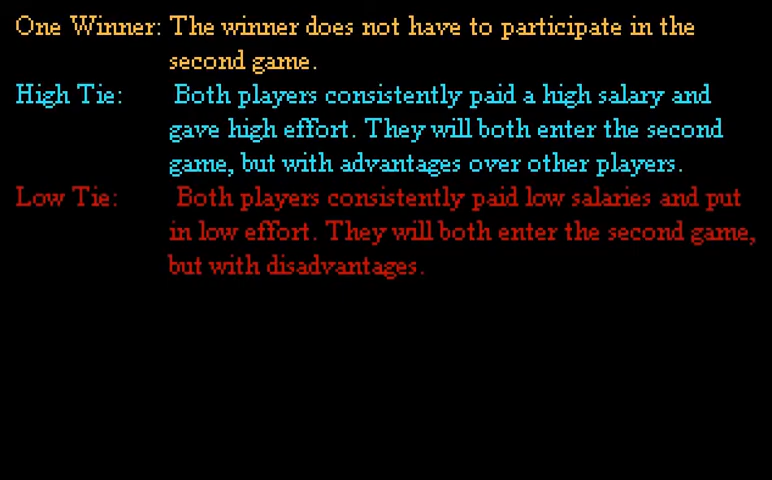 One Winner: The winner does not have to participate in the
second game.
High Tie: Both players consistently paid a high salary and
gave high effort. They will both enter the second
game, but with advantages over other players.
Low Tie: Both players consistently paid low salaries and put
in low effort. They will both enter the second game,
but with disadvantages.